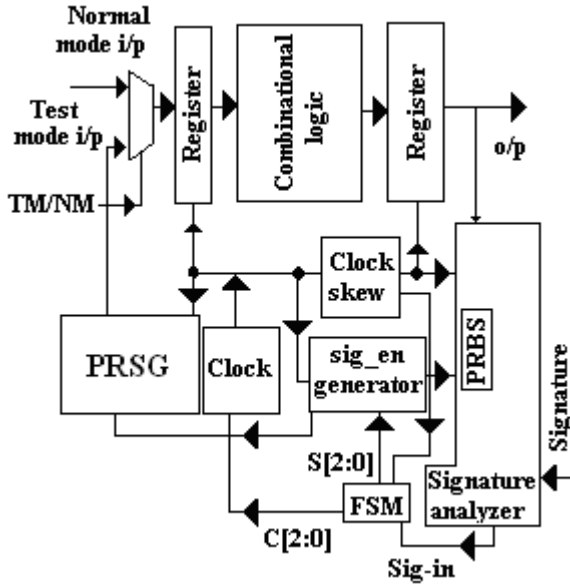 Normal
mode i/p
Test
mode i/p
TM/NM
Register
Combinational
logic
Register
o/p
Clock
skew
PRSG
Clock
sig_en
generator
PRBS
Signature
S[2:0]
FSM
Signature
analyzer
C[2:0]
Sig-in